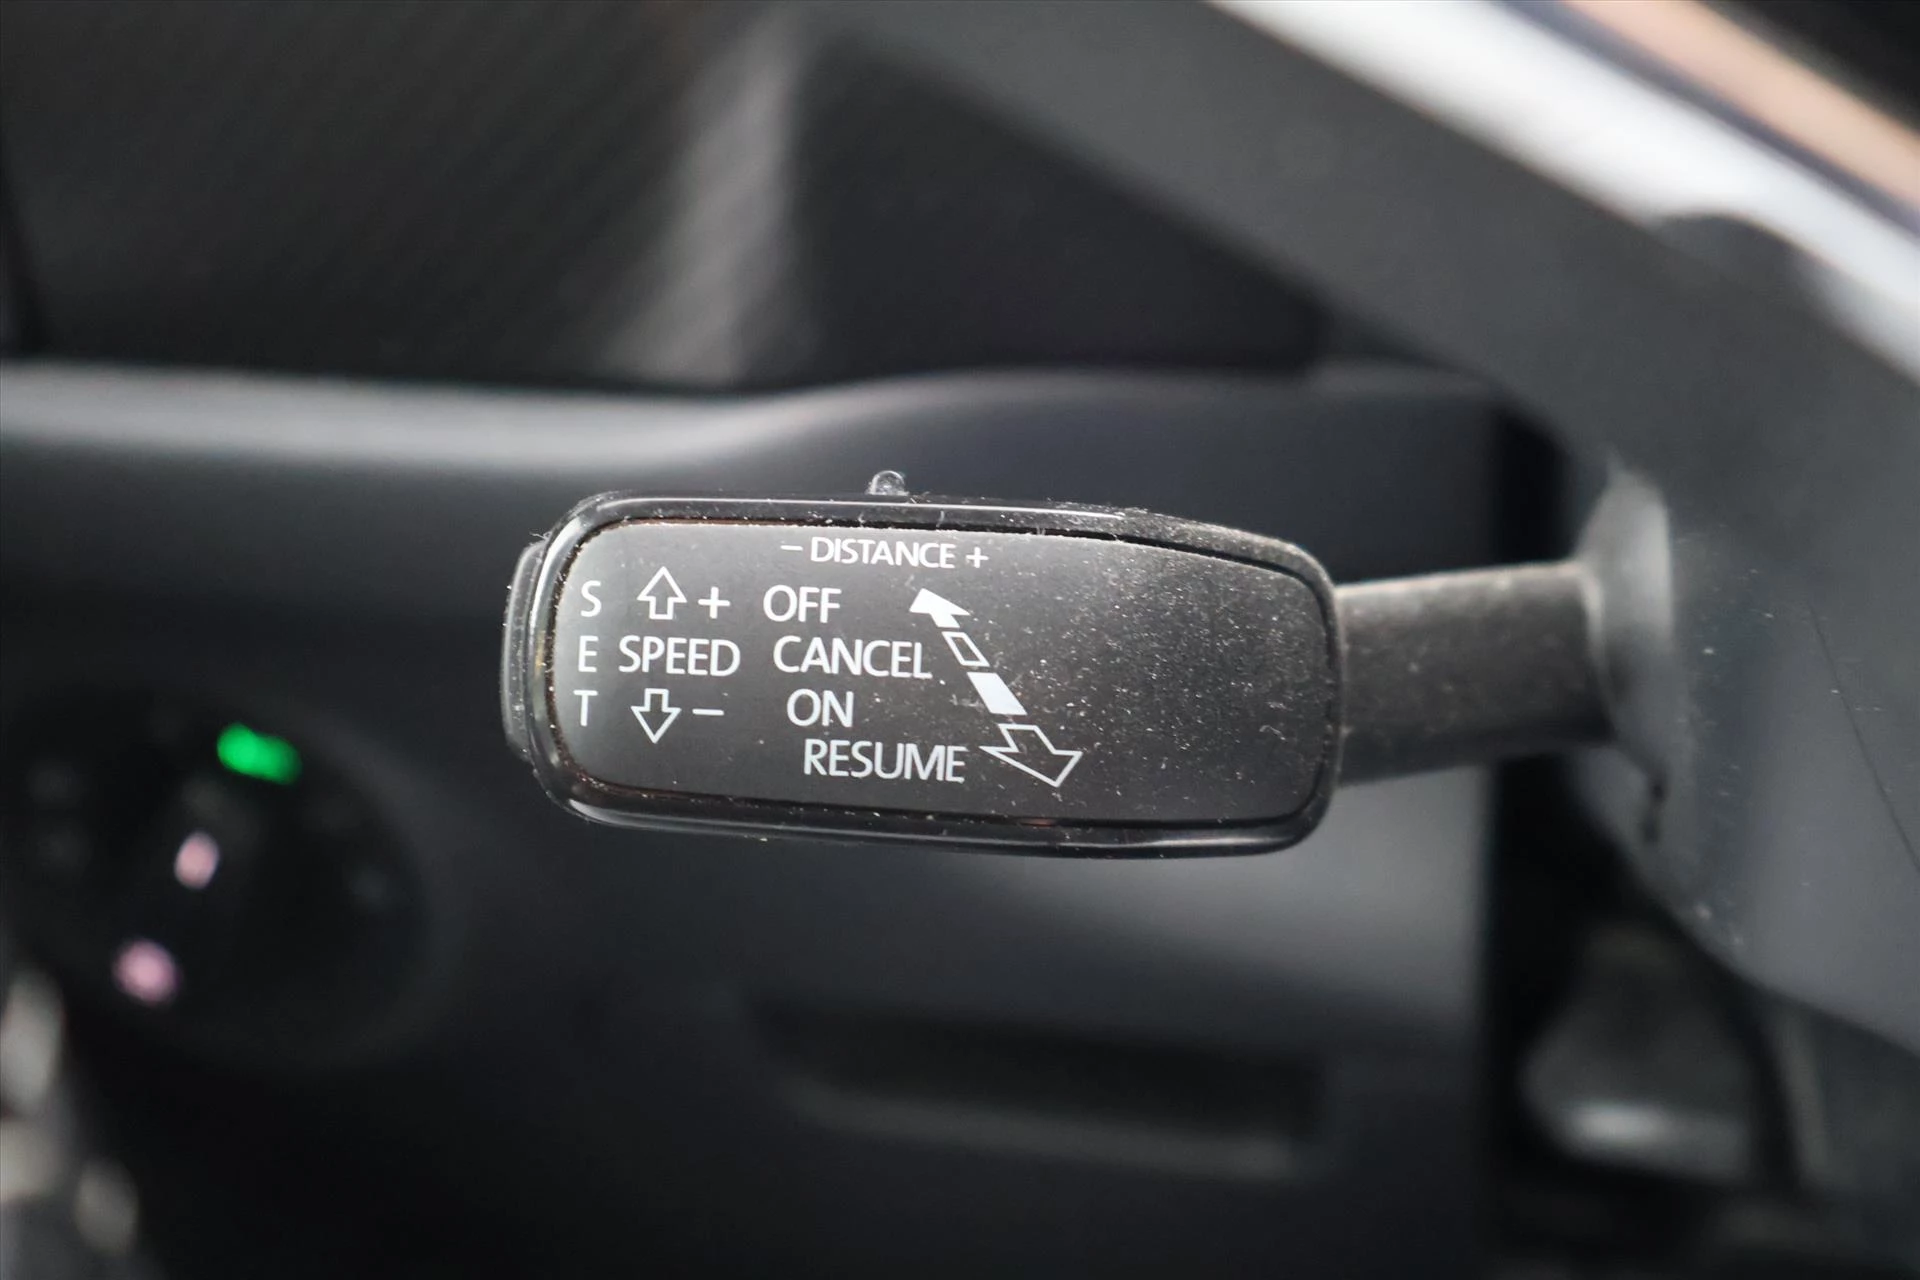 – DISTANCE +
S + OFF
E SPEED CANCEL
T – ON
RESUME